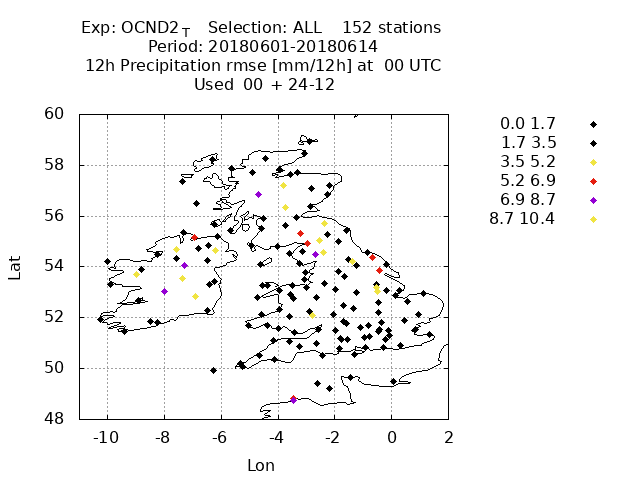 Exp: OCND2T Selection: ALL 152 stations
Period: 20180601-20180614
12h Precipitation rmse [mm/12h] at 00 UTC
Used 00 + 24-12
60
58
56
54
52
50
48
Lat
-10 -8 -6 -4 -2 0 2
Lon
0.0 1.7
1.7 3.5
3.5 5.2
5.2 6.9
6.9 8.7
8.7 10.4